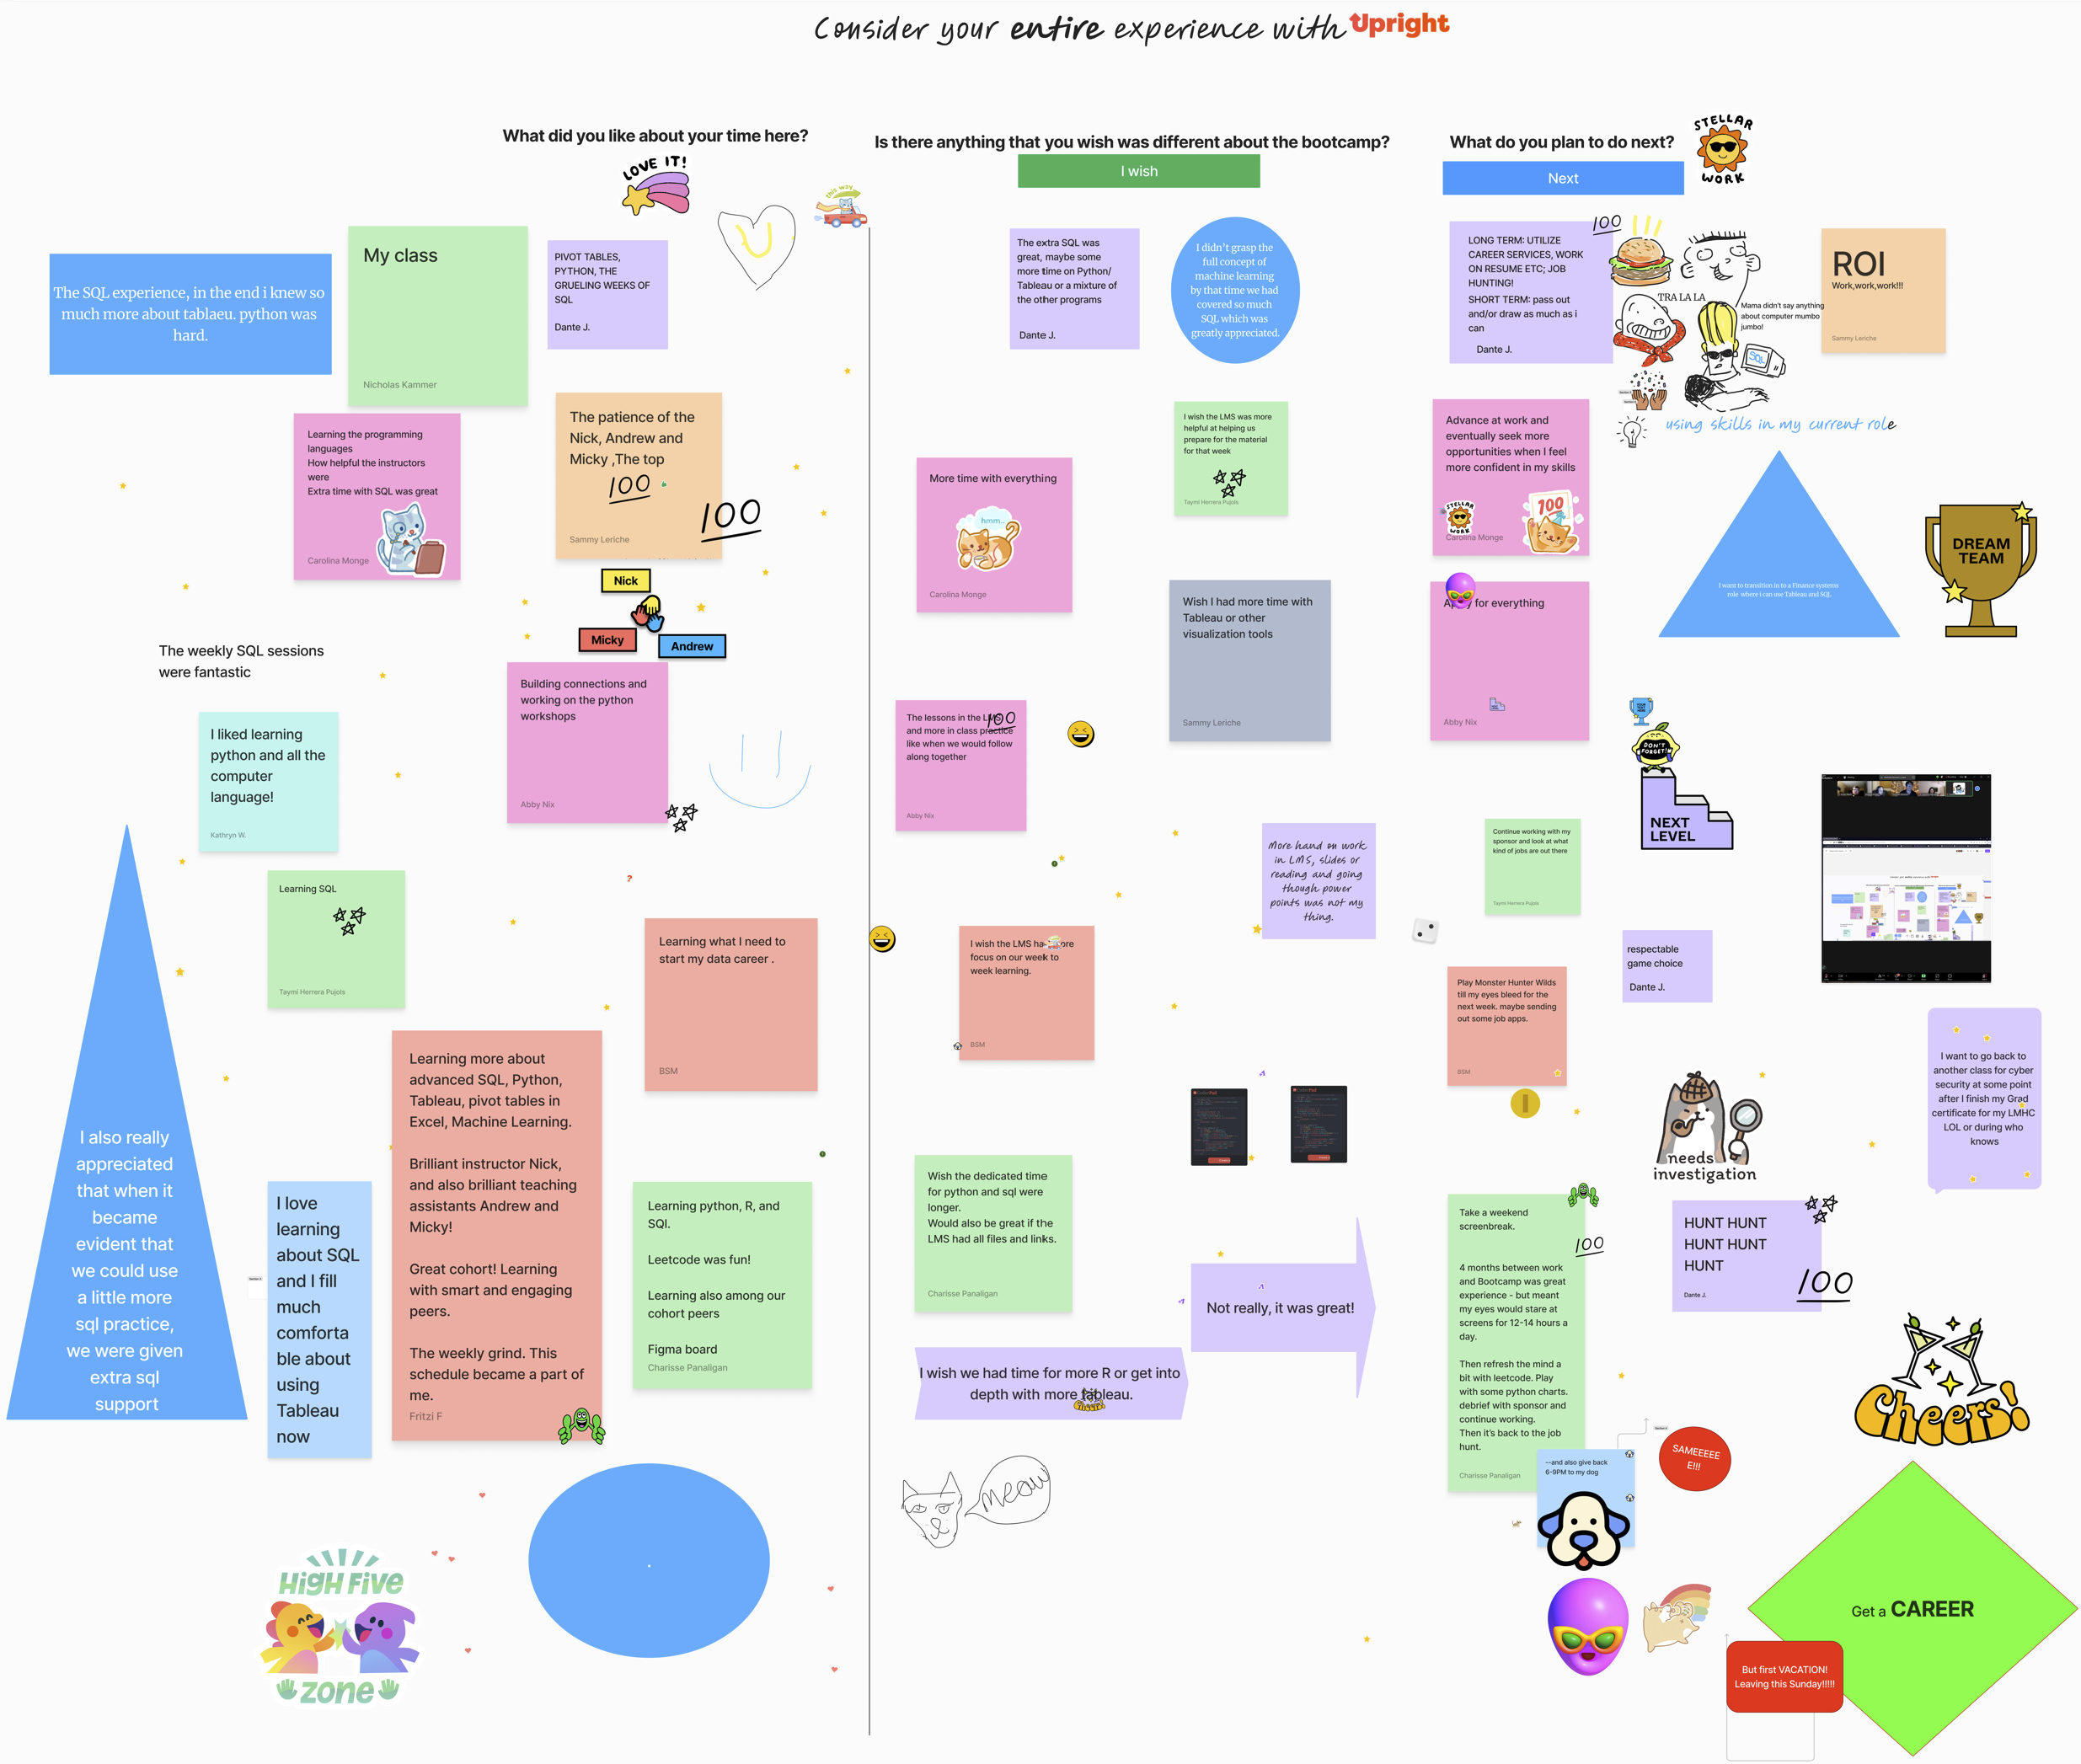 Consider your entire experience with Upright
What did you like about your time here?
LOVE IT!
this way
The SQL experience, in the end i knew so
much more about tablaeu. python was
hard.
My class
Nicholas Kammer
PIVOT TABLES,
PYTHON, THE
GRUELING WEEKS OF
SQL
Dante J.
Learning the programming
languages
How helpful the instructors
were
Extra time with SQL was great
Carolina Monge
The patience of the
Nick, Andrew and
Micky ,The top
100
Sammy Leriche
100
Nick
Micky
Andrew
The weekly SQL sessions
were fantastic
Building connections and
working on the python
workshops
Abby Nix
I liked learning
python and all the
computer
language!
Kathryn W.
Learning SQL
Taymi Herrera Pujols
?
Learning what I need to
start my data career .
BSM
I also really
appreciated
that when it
became
evident that
we could use
a little more
sql practice,
we were given
extra sql
support
I love
learning
about SQL
and I fill
much
comforta
ble about
using
Tableau
now
Learning more about
advanced SQL, Python,
Tableau, pivot tables in
Excel, Machine Learning.
Brilliant instructor Nick,
and also brilliant teaching
assistants Andrew and
Micky!
Great cohort! Learning
with smart and engaging
peers.
The weekly grind. This
schedule became a part of
me.
Fritzi F
Learning python, R, and
SQl.
Leetcode was fun!
Learning also among our
cohort peers
Figma board
Charisse Panaligan
HIGH FIVE
ZONE
Is there anything that you wish was different about the bootcamp?
I wish
The extra SQL was
great, maybe some
more time on Python/
Tableau or a mixture of
the other programs
Dante J.
I didn't grasp the
full concept of
machine learning
by that time we had
covered so much
SQL which was
greatly appreciated.
I wish the LMS was more
helpful at helping us
prepare for the material
for that week
Taymi Herrera Pujols
More time with everything
hmm..
Carolina Monge
Wish I had more time with
Tableau or other
visualization tools
Sammy Leriche
The lessons in the LMS
and more in class practice
like when we would follow
along together
100
Abby Nix
More hand on work
in LMS, slides or
reading and going
though power
points was not my
thing.
I wish the LMS had more
focus on our week to
week learning.
BSM
Wish the dedicated time
for python and sql were
longer.
Would also be great if the
LMS had all files and links.
Charisse Panaligan
Not really, it was great!
I wish we had time for more R or get into
depth with more tableau.
Cheers!
meow
What do you plan to do next?
STELLAR
WORK
Next
LONG TERM: UTILIZE
CAREER SERVICES, WORK
ON RESUME ETC; JOB
HUNTING!
SHORT TERM: pass out
and/or draw as much as i
can
Dante J.
100
TRA LA LA
Mama didn't say anything
about computer mumbo
jumbo!
SQL
ROI
Work,work,work!!!
Sammy Leriche
Advance at work and
eventually seek more
opportunities when I feel
more confident in my skills
STELLAR
WORK
100
Carolina Monge
using skills in my current role
I want to transition in to a Finance systems
role where i can use Tableau and SQL
DREAM
TEAM
Apply for everything
Abby Nix
DON'T
FORGET!
NEXT
LEVEL
Continue working with my
sponsor and look at what
kind of jobs are out there
Taymi Herrera Pujols
respectable
game choice
Dante J.
Play Monster Hunter Wilds
till my eyes bleed for the
next week. maybe sending
out some job apps.
BSM
needs
investigation
I want to go back to
another class for cyber
security at some point
after I finish my Grad
certificate for my LMHC
LOL or during who
knows
Take a weekend
screenbreak.
4 months between work
and Bootcamp was great
experience - but meant
my eyes would stare at
screens for 12-14 hours a
day.
Then refresh the mind a
bit with leetcode. Play
with some python charts.
debrief with sponsor and
continue working.
Then it's back to the job
hunt.
Charisse Panaligan
100
HUNT HUNT
HUNT HUNT
HUNT
Dante J.
100
Cheers!
--and also give back
6-9PM to my dog
SAMEEEEE
E!!!
Get a CAREER
But first VACATION!
Leaving this Sunday!!!!!